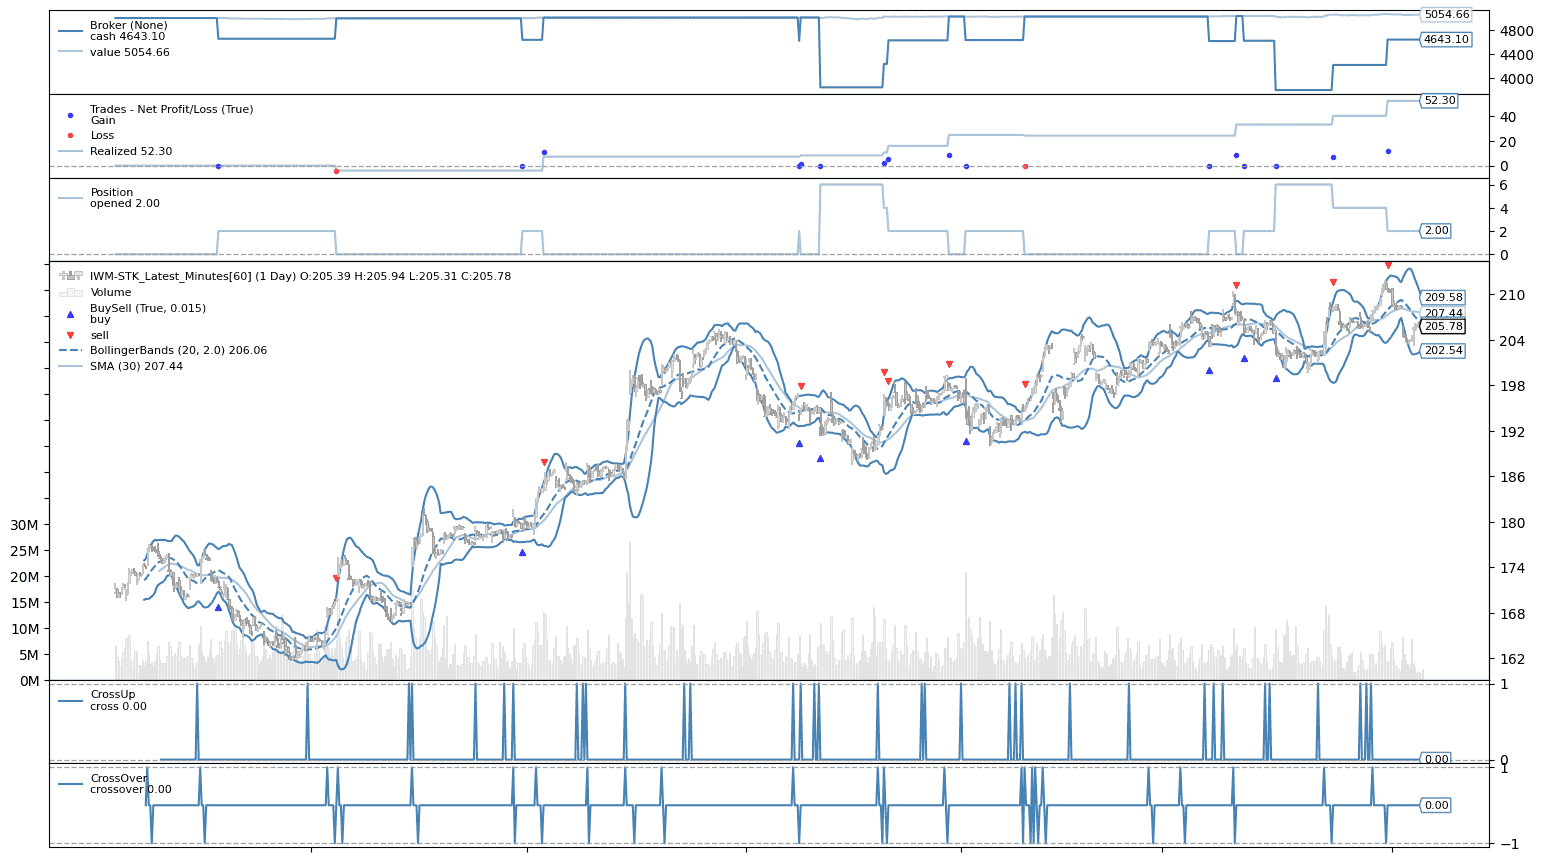 Broker (None)
cash 4643.10
value 5054.66
5054.66
4800
4643.10
4400
4000
Trades - Net Profit/Loss (True)
Gain
Loss
Realized 52.30
52.30
40
20
0
Position
opened 2.00
6
4
2.00
2
0
IWM-STK_Latest_Minutes[60] (1 Day) O:205.39 H:205.94 L:205.31 C:205.78
Volume
BuySell (True, 0.015)
buy
sell
BollingerBands (20, 2.0) 206.06
SMA (30) 207.44
210
209.58
207.44
205.78
204
202.54
198
192
186
180
174
168
162
30M
25M
20M
15M
10M
5M
0M
CrossUp
cross 0.00
1
0.00
0
CrossOver
crossover 0.00
1
0.00
−1